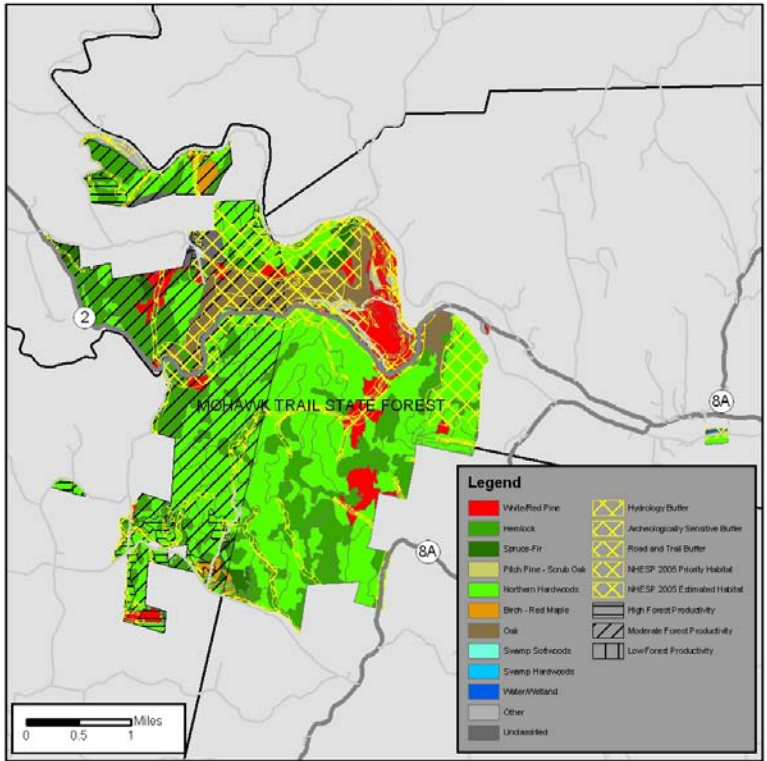 2
MOHAWK TRAIL STATE FOREST
8A
8A
Legend
White/Red Pine
Hemlock
Spruce-Fir
Pitch Pine - Scrub Oak
Northern Hardwoods
Birch - Red Maple
Oak
Swamp Softwoods
Swamp Hardwoods
Water/Wetland
Other
Unclassified
Hydrology Buffer
Archeologically Sensitive Buffer
Road and Trail Buffer
NHESP 2005 Priority Habitat
NHESP 2005 Estimated Habitat
High Forest Productivity
Moderate Forest Productivity
Low Forest Productivity
Miles
0 0.5 1